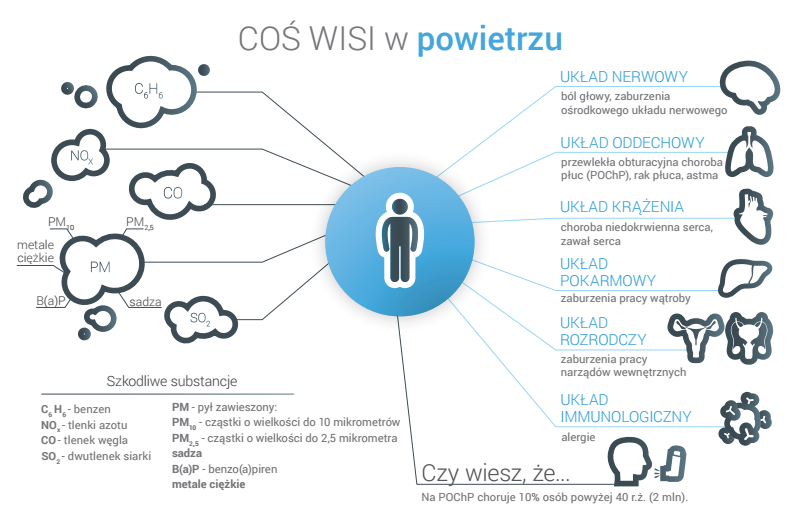 COŚ WISI w powietrzu
C6H6
NOX
CO
PM10
PM2,5
metale
ciężkie
PM
B(a)P
sadza
SO2
UKŁAD NERWOWY
ból głowy, zaburzenia
ośrodkowego układu nerwowego
UKŁAD ODDECHOWY
przewlekła obturacyjna choroba
płuc (POChP), rak płuca, astma
UKŁAD KRĄŻENIA
choroba niedokrwienna serca,
zawał serca
UKŁAD
POKARMOWY
zaburzenia pracy wątroby
UKŁAD
ROZRODCZY
zaburzenia pracy
narządów wewnętrznych
UKŁAD
IMMUNOLOGICZNY
alergie
Szkodliwe substancje
C6 H6 - benzen
NOx - tlenki azotu
CO - tlenek węgla
SO2 - dwutlenek siarki
PM - pył zawieszony:
PM10 - cząstki o wielkości do 10 mikrometrów
PM2,5 - cząstki o wielkości do 2,5 mikrometra
sadza
B(a)P - benzo(a)piren
metale ciężkie
Czy wiesz, że...
Na POChP choruje 10% osób powyżej 40 r.ż. (2 mln).